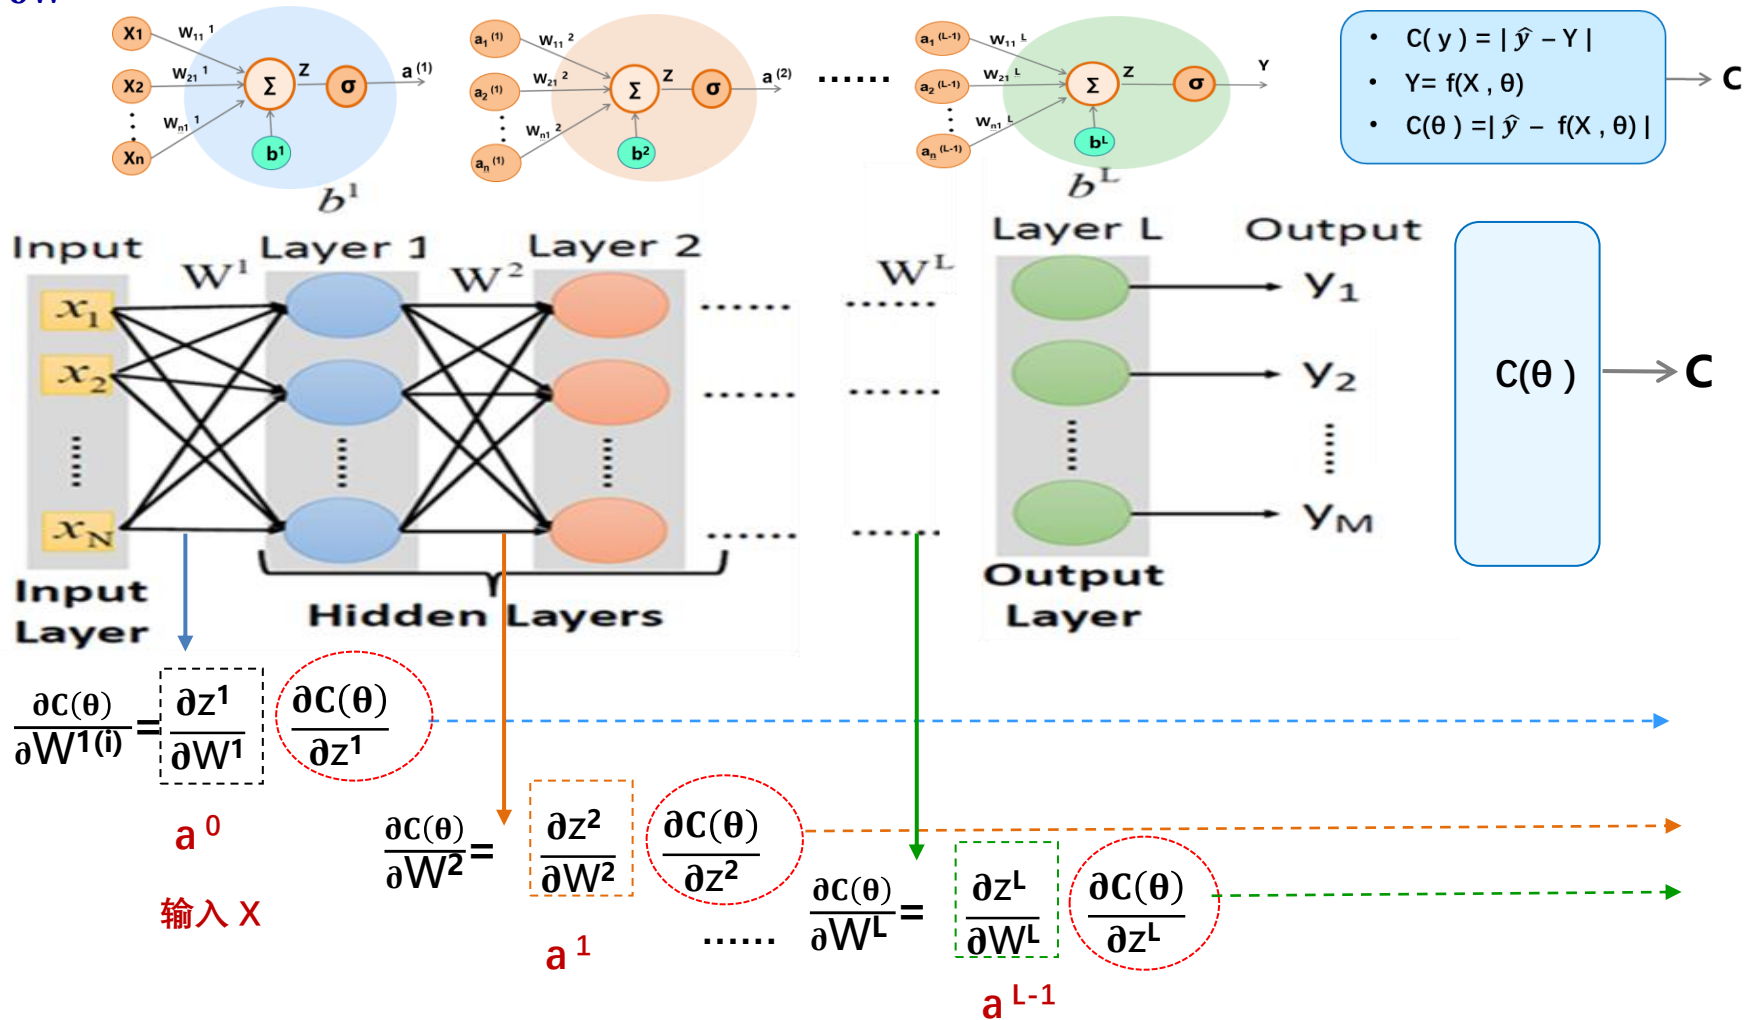 X1 W₁₁ ¹
X2 W₂₁ ¹ Σ Z σ a⁽¹⁾
⋮
Xn Wₙ₁ ¹ b¹
a₁⁽¹⁾ W₁₁ ²
a₂⁽¹⁾ W₂₁ ² Σ Z σ a⁽²⁾
⋮
aₙ⁽¹⁾ Wₙ₁ ² b²
......
a₁⁽ᴸ⁻¹⁾ W₁₁ ᴸ
a₂⁽ᴸ⁻¹⁾ W₂₁ ᴸ Σ Z σ Y
⋮
aₙ⁽ᴸ⁻¹⁾ Wₙ₁ ᴸ bᴸ
• C( y ) = | ŷ – Y |
• Y= f(X , θ)
• C(θ ) =| ŷ – f(X , θ) |
C
b¹ bᴸ
Input Layer 1 Layer 2 Layer L Output
W¹ W² Wᴸ
x₁ ...... ...... y₁
x₂ ...... ...... y₂
C(θ ) C
x_N ...... ...... y_M
Input Layer
Hidden Layers
Output Layer
∂C(θ)/∂W¹⁽ⁱ⁾ = ∂z¹/∂W¹ ∂C(θ)/∂z¹
a ⁰
输入 X
∂C(θ)/∂W² = ∂z²/∂W² ∂C(θ)/∂z²
a ¹
......
∂C(θ)/∂Wᴸ = ∂zᴸ/∂Wᴸ ∂C(θ)/∂zᴸ
a ᴸ⁻¹